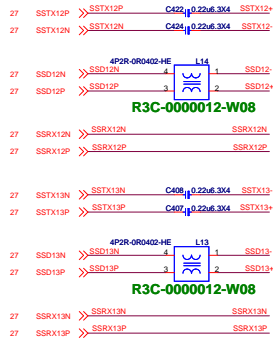 27 SSTX12P SSTX12P C422 0.22u6.3X4 SSTX12+
27 SSTX12N SSTX12N C424 0.22u6.3X4 SSTX12-
4P2R-0R0402-HE L14
27 SSD12N SSD12N 4 1 SSD12-
27 SSD12P SSD12P 3 2 SSD12+
R3C-0000012-W08
27 SSRX12N SSRX12N SSRX12N
27 SSRX12P SSRX12P SSRX12P
27 SSTX13N SSTX13N C408 0.22u6.3X4 SSTX13-
27 SSTX13P SSTX13P C407 0.22u6.3X4 SSTX13+
4P2R-0R0402-HE L13
27 SSD13N SSD13N 4 1 SSD13-
27 SSD13P SSD13P 3 2 SSD13+
R3C-0000012-W08
27 SSRX13N SSRX13N SSRX13N
27 SSRX13P SSRX13P SSRX13P